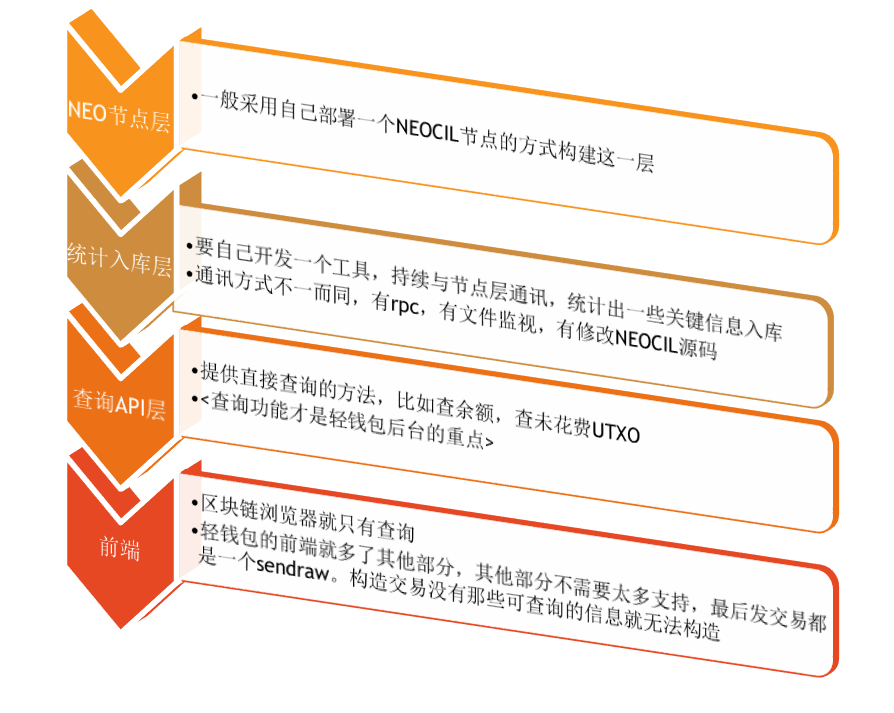 NEO节点层
•一般采用自己部署一个NEOCIL节点的方式构建这一层
统计入库层
•要自己开发一个工具，持续与节点层通讯，统计出一些关键信息入库
•通讯方式不一而同，有rpc，有文件监视，有修改NEOCIL源码
查询API层
•提供直接查询的方法，比如查余额，查未花费UTXO
•<查询功能才是轻钱包后台的重点>
前端
•区块链浏览器就只有查询
•轻钱包的前端就多了其他部分，其他部分不需要太多支持，最后发交易都
是一个sendraw。构造交易没有那些可查询的信息就无法构造